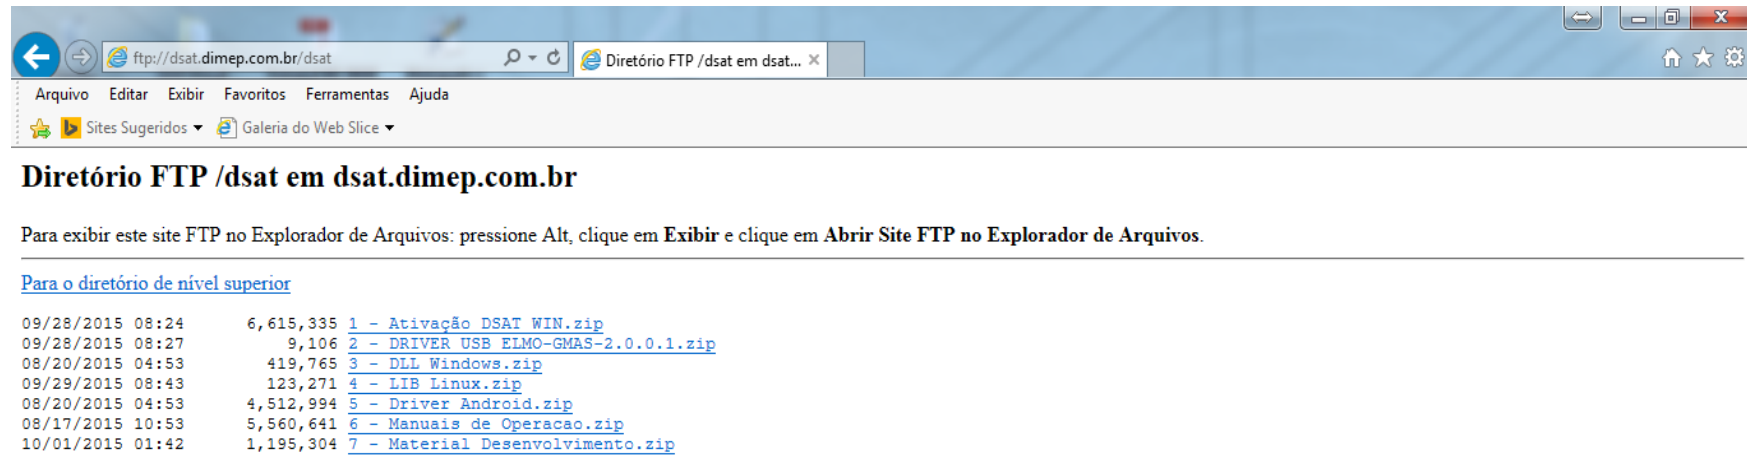 ftp://dsat.dimep.com.br/dsat
Diretório FTP /dsat em dsat...
Arquivo Editar Exibir Favoritos Ferramentas Ajuda
Sites Sugeridos Galeria do Web Slice
Diretório FTP /dsat em dsat.dimep.com.br
Para exibir este site FTP no Explorador de Arquivos: pressione Alt, clique em Exibir e clique em Abrir Site FTP no Explorador de Arquivos.
Para o diretório de nível superior
09/28/2015 08:24 6,615,335 1 - Ativação DSAT WIN.zip
09/28/2015 08:27 9,106 2 - DRIVER USB ELMO-GMAS-2.0.0.1.zip
08/20/2015 04:53 419,765 3 - DLL Windows.zip
09/29/2015 08:43 123,271 4 - LIB Linux.zip
08/20/2015 04:53 4,512,994 5 - Driver Android.zip
08/17/2015 10:53 5,560,641 6 - Manuais de Operacao.zip
10/01/2015 01:42 1,195,304 7 - Material Desenvolvimento.zip